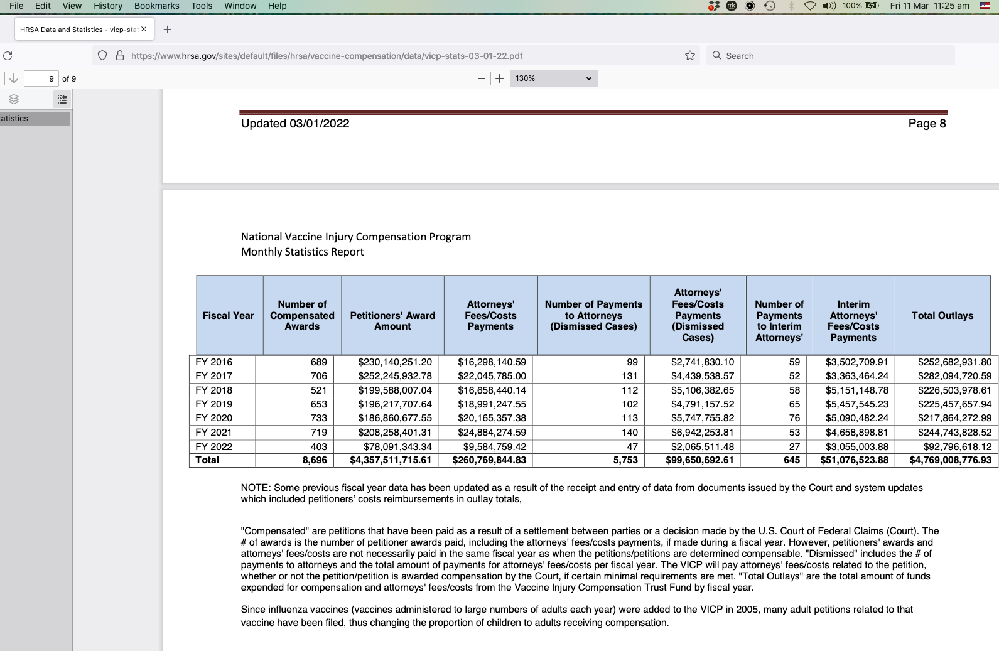 File Edit View History Bookmarks Tools Window Help 1 mk 100% Fri 11 Mar 11:25 am
HRSA Data and Statistics - vicp-stat
https://www.hrsa.gov/sites/default/files/hrsa/vaccine-compensation/data/vicp-stats-03-01-22.pdf Search
9 of 9 130%
tatistics
Updated 03/01/2022 Page 8
National Vaccine Injury Compensation Program
Monthly Statistics Report
Fiscal Year
Number of
Compensated
Awards
Petitioners' Award
Amount
Attorneys'
Fees/Costs
Payments
Number of Payments
to Attorneys
(Dismissed Cases)
Attorneys'
Fees/Costs
Payments
(Dismissed
Cases)
Number of
Payments
to Interim
Attorneys'
Interim
Attorneys'
Fees/Costs
Payments
Total Outlays
FY 2016 689 $230,140,251.20 $16,298,140.59 99 $2,741,830.10 59 $3,502,709.91 $252,682,931.80
FY 2017 706 $252,245,932.78 $22,045,785.00 131 $4,439,538.57 52 $3,363,464.24 $282,094,720.59
FY 2018 521 $199,588,007.04 $16,658,440.14 112 $5,106,382.65 58 $5,151,148.78 $226,503,978.61
FY 2019 653 $196,217,707.64 $18,991,247.55 102 $4,791,157.52 65 $5,457,545.23 $225,457,657.94
FY 2020 733 $186,860,677.55 $20,165,357.38 113 $5,747,755.82 76 $5,090,482.24 $217,864,272.99
FY 2021 719 $208,258,401.31 $24,884,274.59 140 $6,942,253.81 53 $4,658,898.81 $244,743,828.52
FY 2022 403 $78,091,343.34 $9,584,759.42 47 $2,065,511.48 27 $3,055,003.88 $92,796,618.12
Total 8,696 $4,357,511,715.61 $260,769,844.83 5,753 $99,650,692.61 645 $51,076,523.88 $4,769,008,776.93
NOTE: Some previous fiscal year data has been updated as a result of the receipt and entry of data from documents issued by the Court and system updates
which included petitioners' costs reimbursements in outlay totals,
"Compensated" are petitions that have been paid as a result of a settlement between parties or a decision made by the U.S. Court of Federal Claims (Court). The
# of awards is the number of petitioner awards paid, including the attorneys' fees/costs payments, if made during a fiscal year. However, petitioners' awards and
attorneys' fees/costs are not necessarily paid in the same fiscal year as when the petitions/petitions are determined compensable. "Dismissed" includes the # of
payments to attorneys and the total amount of payments for attorneys' fees/costs per fiscal year. The VICP will pay attorneys' fees/costs related to the petition,
whether or not the petition/petition is awarded compensation by the Court, if certain minimal requirements are met. "Total Outlays" are the total amount of funds
expended for compensation and attorneys' fees/costs from the Vaccine Injury Compensation Trust Fund by fiscal year.
Since influenza vaccines (vaccines administered to large numbers of adults each year) were added to the VICP in 2005, many adult petitions related to that
vaccine have been filed, thus changing the proportion of children to adults receiving compensation.